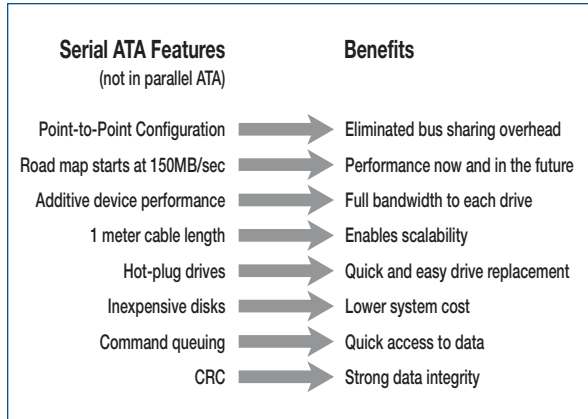 Serial ATA Features Benefits
(not in parallel ATA)
Point-to-Point Configuration Eliminated bus sharing overhead
Road map starts at 150MB/sec Performance now and in the future
Additive device performance Full bandwidth to each drive
1 meter cable length Enables scalability
Hot-plug drives Quick and easy drive replacement
Inexpensive disks Lower system cost
Command queuing Quick access to data
CRC Strong data integrity